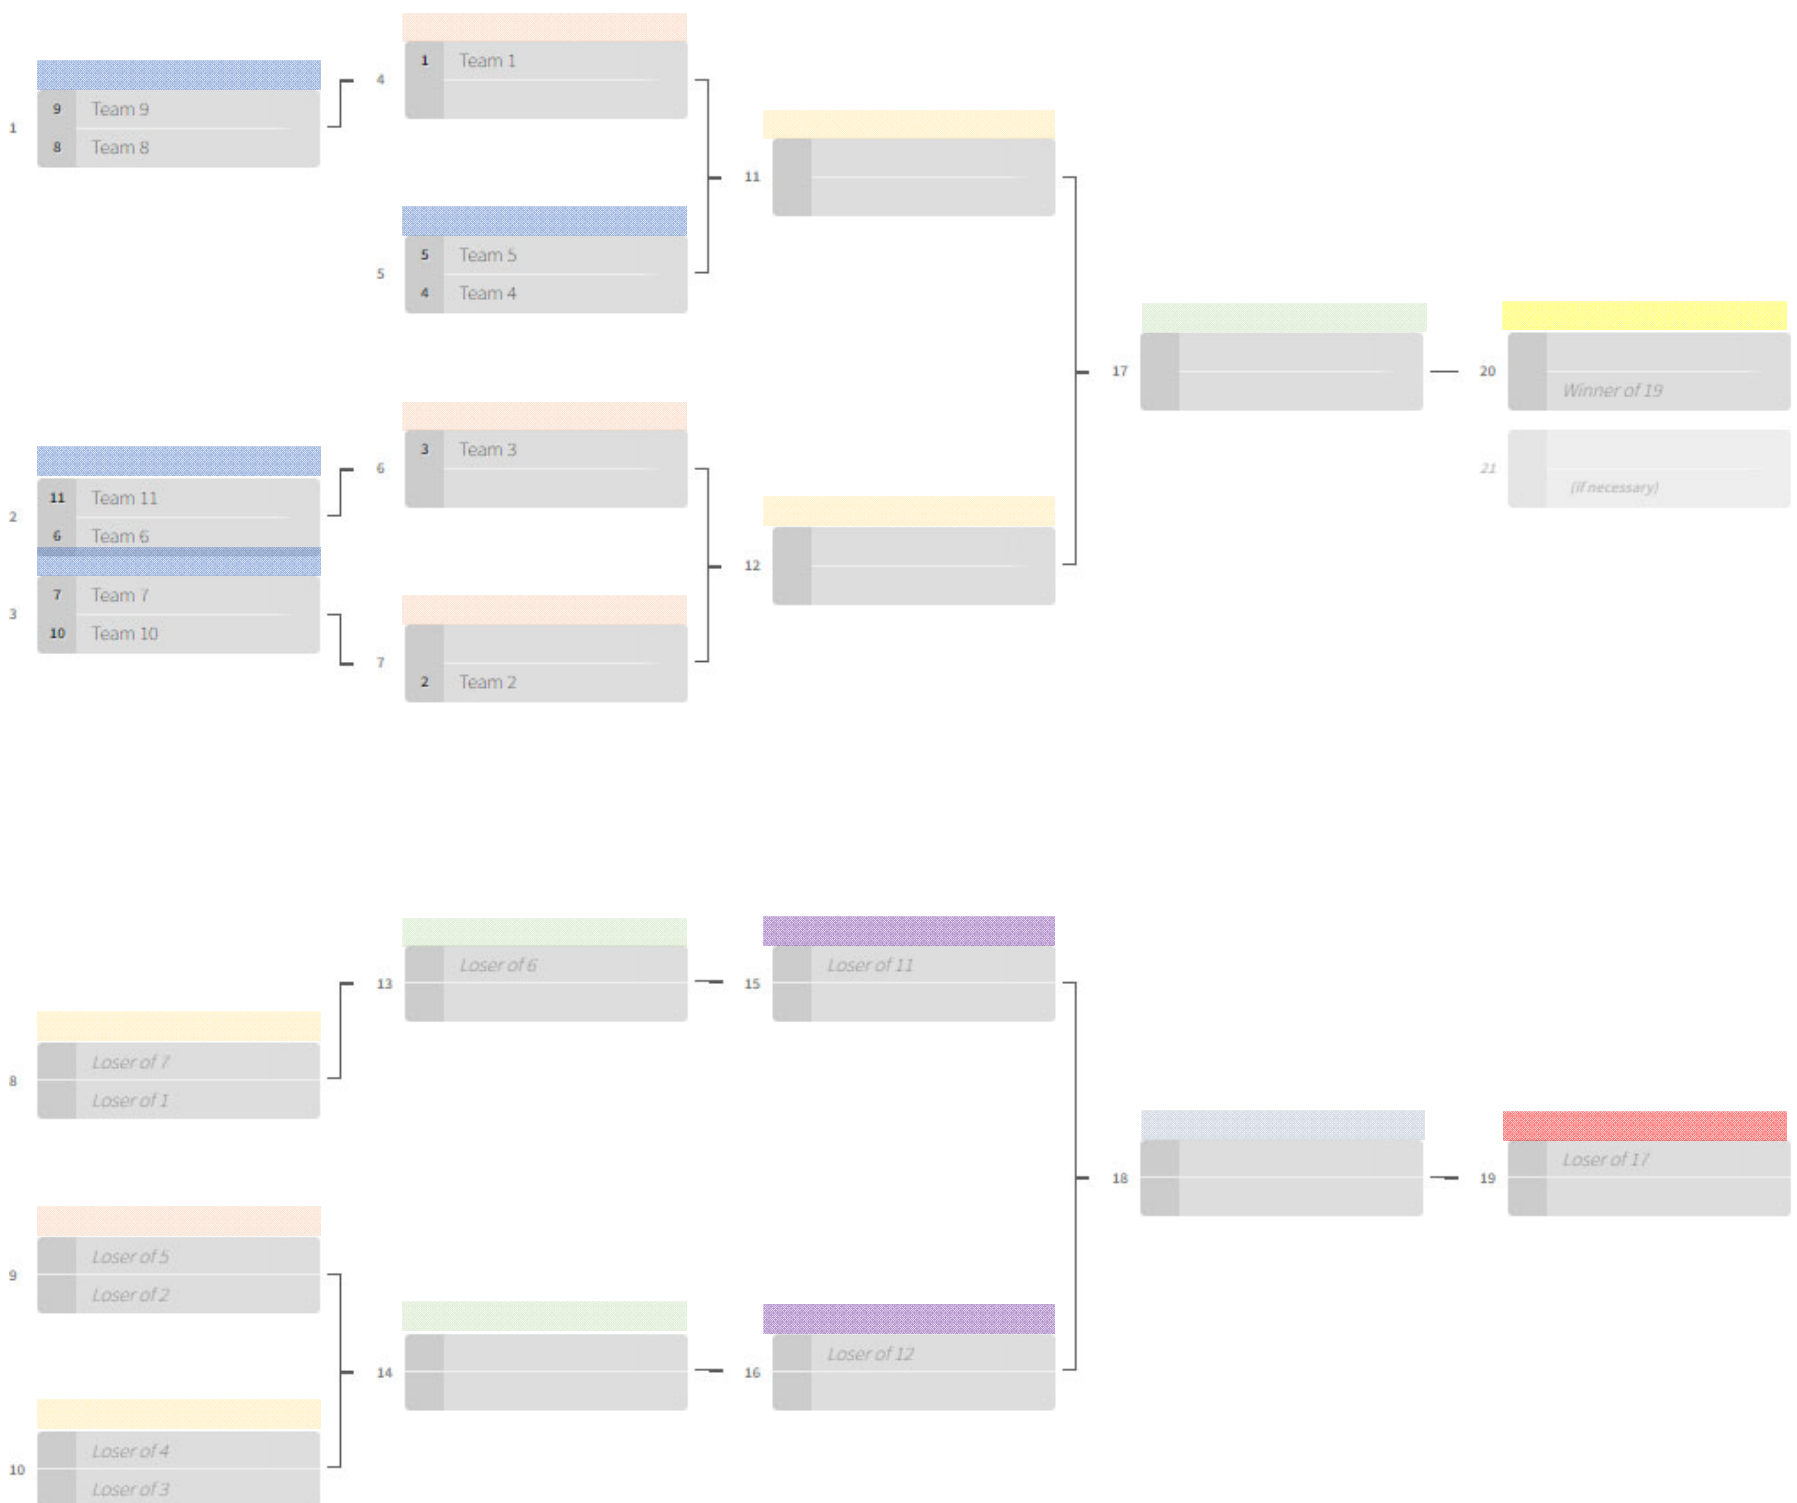 1 Team 1
4
9 Team 9
1
8 Team 8
11
5 Team 5
5
4 Team 4
17
20
Winner of 19
3 Team 3
6
21
(if necessary)
11 Team 11
2
6 Team 6
12
7 Team 7
3
10 Team 10
7
2 Team 2
Loser of 6
13
Loser of 11
15
Loser of 7
8
Loser of 1
18
Loser of 17
19
Loser of 5
9
Loser of 2
14
Loser of 12
16
Loser of 4
10
Loser of 3